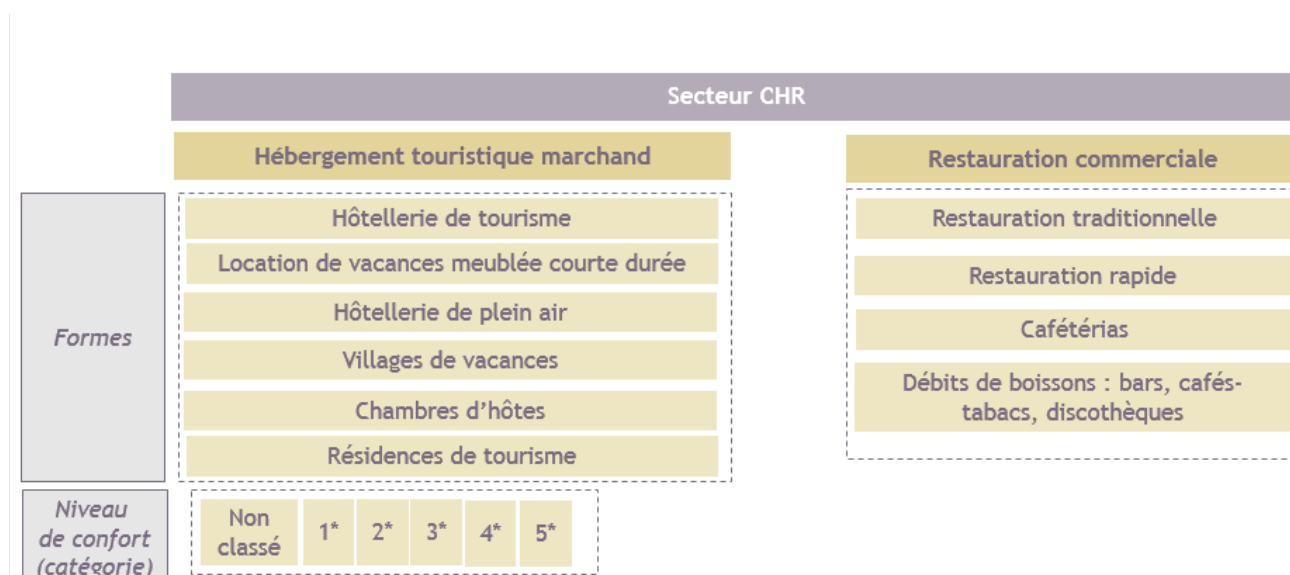 Secteur CHR
Hébergement touristique marchand
Restauration commerciale
Formes
Hôtellerie de tourisme
Location de vacances meublée courte durée
Hôtellerie de plein air
Villages de vacances
Chambres d’hôtes
Résidences de tourisme
Restauration traditionnelle
Restauration rapide
Cafétérias
Débits de boissons : bars, cafés-
tabacs, discothèques
Niveau
de confort
(catégorie)
Non
classé
1*
2*
3*
4*
5*